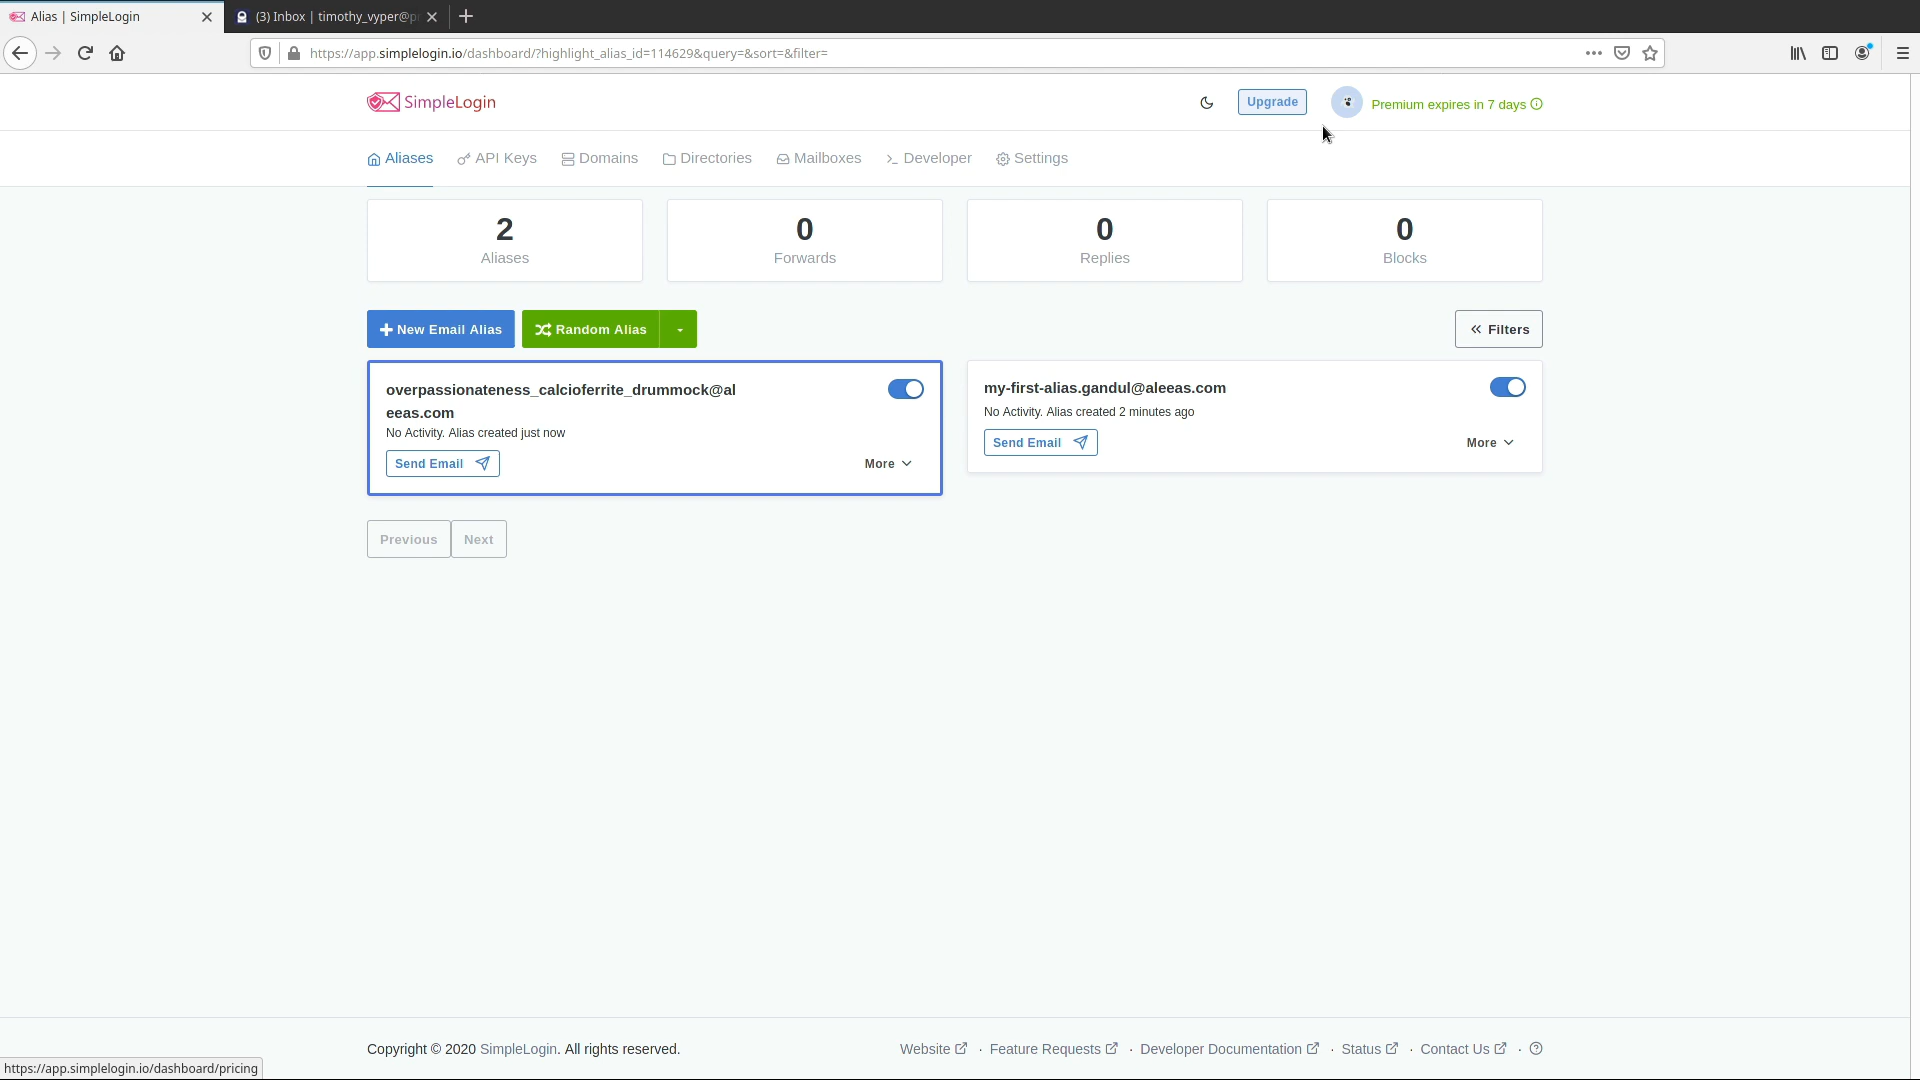 Alias | SimpleLogin
(3) Inbox | timothy_vyper@p
https://app.simplelogin.io/dashboard/?highlight_alias_id=114629&query=&sort=&filter=
SimpleLogin
Upgrade
Premium expires in 7 days
Aliases
API Keys
Domains
Directories
Mailboxes
Developer
Settings
2
Aliases
0
Forwards
0
Replies
0
Blocks
New Email Alias
Random Alias
Filters
overpassionateness_calcioferrite_drummock@al
eeas.com
No Activity. Alias created just now
Send Email
More
my-first-alias.gandul@aleeas.com
No Activity. Alias created 2 minutes ago
Send Email
More
Previous
Next
Copyright © 2020 SimpleLogin. All rights reserved.
Website · Feature Requests · Developer Documentation · Status · Contact Us ·
https://app.simplelogin.io/dashboard/pricing